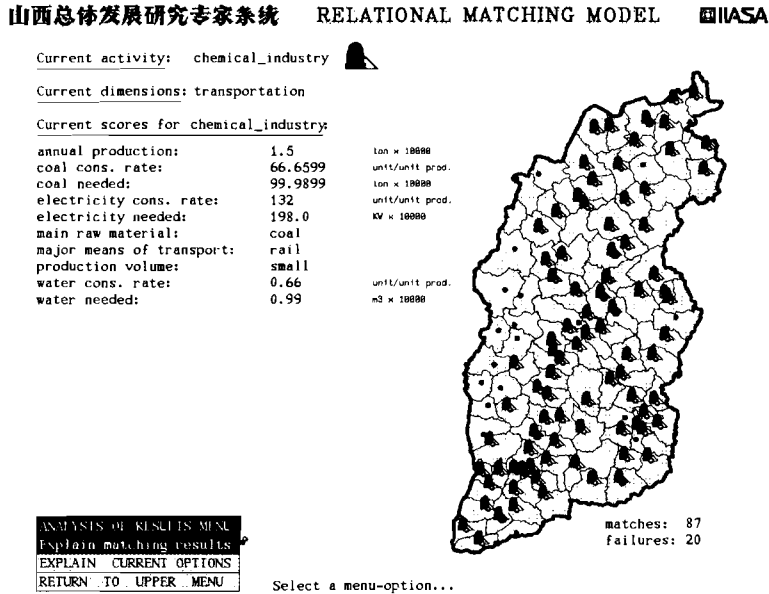 山西总体发展研究专家系统 RELATIONAL MATCHING MODEL IIASA
Current activity: chemical_industry
Current dimensions: transportation
Current scores for chemical_industry:
annual production: 1.5 ton × 10000
coal cons. rate: 66.6599 unit/unit prod.
coal needed: 99.9899 ton × 10000
electricity cons. rate: 132 unit/unit prod.
electricity needed: 198.0 KW × 10000
main raw material: coal
major means of transport: rail
production volume: small
water cons. rate: 0.66 unit/unit prod.
water needed: 0.99 m3 × 10000
matches: 87
failures: 20
ANALYSIS OF RESULTS MENU
Explain matching results
EXPLAIN CURRENT OPTIONS
RETURN TO UPPER MENU
Select a menu-option...